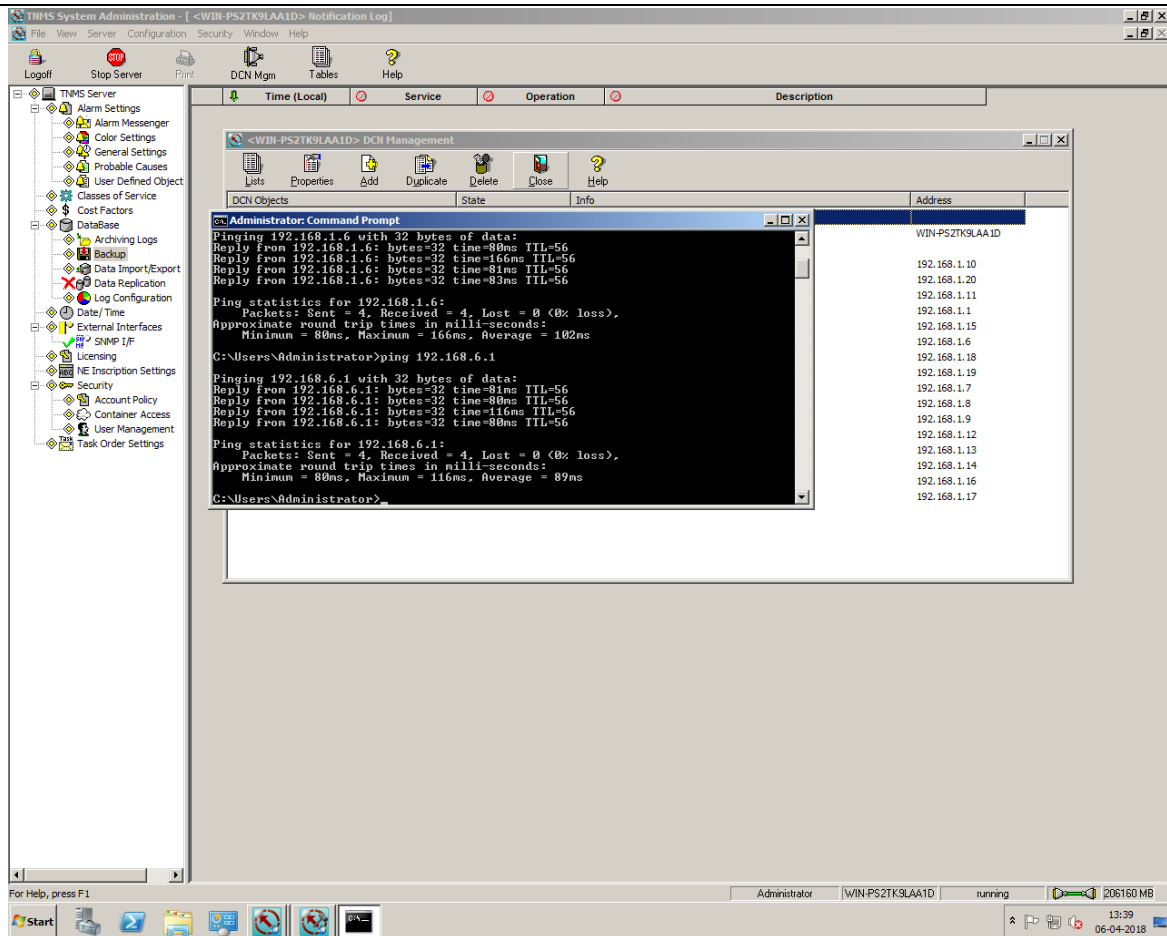 TNMS System Administration - [ <WIN-PS2TK9LAA1D> Notification Log]
File View Server Configuration Security Window Help
Logoff Stop Server Print DCN Mgm Tables Help
TNMS Server
Alarm Settings
Alarm Messenger
Color Settings
General Settings
Probable Causes
User Defined Object
Classes of Service
Cost Factors
DataBase
Archiving Logs
Backup
Data Import/Export
Data Replication
Log Configuration
Date/Time
External Interfaces
SNMP I/F
Licensing
NE Inscription Settings
Security
Account Policy
Container Access
User Management
Task Order Settings
Time (Local) Service Operation Description
<WIN-PS2TK9LAA1D> DCN Management
Lists Properties Add Duplicate Delete Close Help
DCN Objects State Info Address
WIN-PS2TK9LAA1D
192.168.1.10
192.168.1.20
192.168.1.11
192.168.1.1
192.168.1.15
192.168.1.6
192.168.1.18
192.168.1.19
192.168.1.7
192.168.1.8
192.168.1.9
192.168.1.12
192.168.1.13
192.168.1.14
192.168.1.16
192.168.1.17
Administrator: Command Prompt
Pinging 192.168.1.6 with 32 bytes of data:
Reply from 192.168.1.6: bytes=32 time=80ms TTL=56
Reply from 192.168.1.6: bytes=32 time=166ms TTL=56
Reply from 192.168.1.6: bytes=32 time=81ms TTL=56
Reply from 192.168.1.6: bytes=32 time=83ms TTL=56
Ping statistics for 192.168.1.6:
Packets: Sent = 4, Received = 4, Lost = 0 (0% loss),
Approximate round trip times in milli-seconds:
Minimum = 80ms, Maximum = 166ms, Average = 102ms
C:\Users\Administrator>ping 192.168.6.1
Pinging 192.168.6.1 with 32 bytes of data:
Reply from 192.168.6.1: bytes=32 time=81ms TTL=56
Reply from 192.168.6.1: bytes=32 time=80ms TTL=56
Reply from 192.168.6.1: bytes=32 time=116ms TTL=56
Reply from 192.168.6.1: bytes=32 time=80ms TTL=56
Ping statistics for 192.168.6.1:
Packets: Sent = 4, Received = 4, Lost = 0 (0% loss),
Approximate round trip times in milli-seconds:
Minimum = 80ms, Maximum = 116ms, Average = 89ms
C:\Users\Administrator>_
For Help, press F1 Administrator WIN-PS2TK9LAA1D running 206160 MB
Start 13:39
06-04-2018